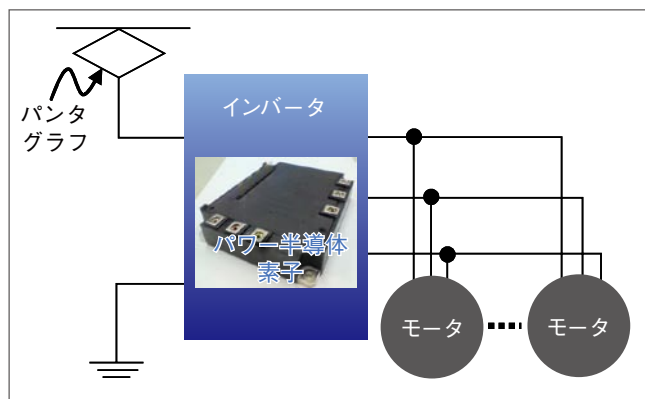 パンタ
グラフ
インバータ
パワー半導体
素子
モータ
モータ